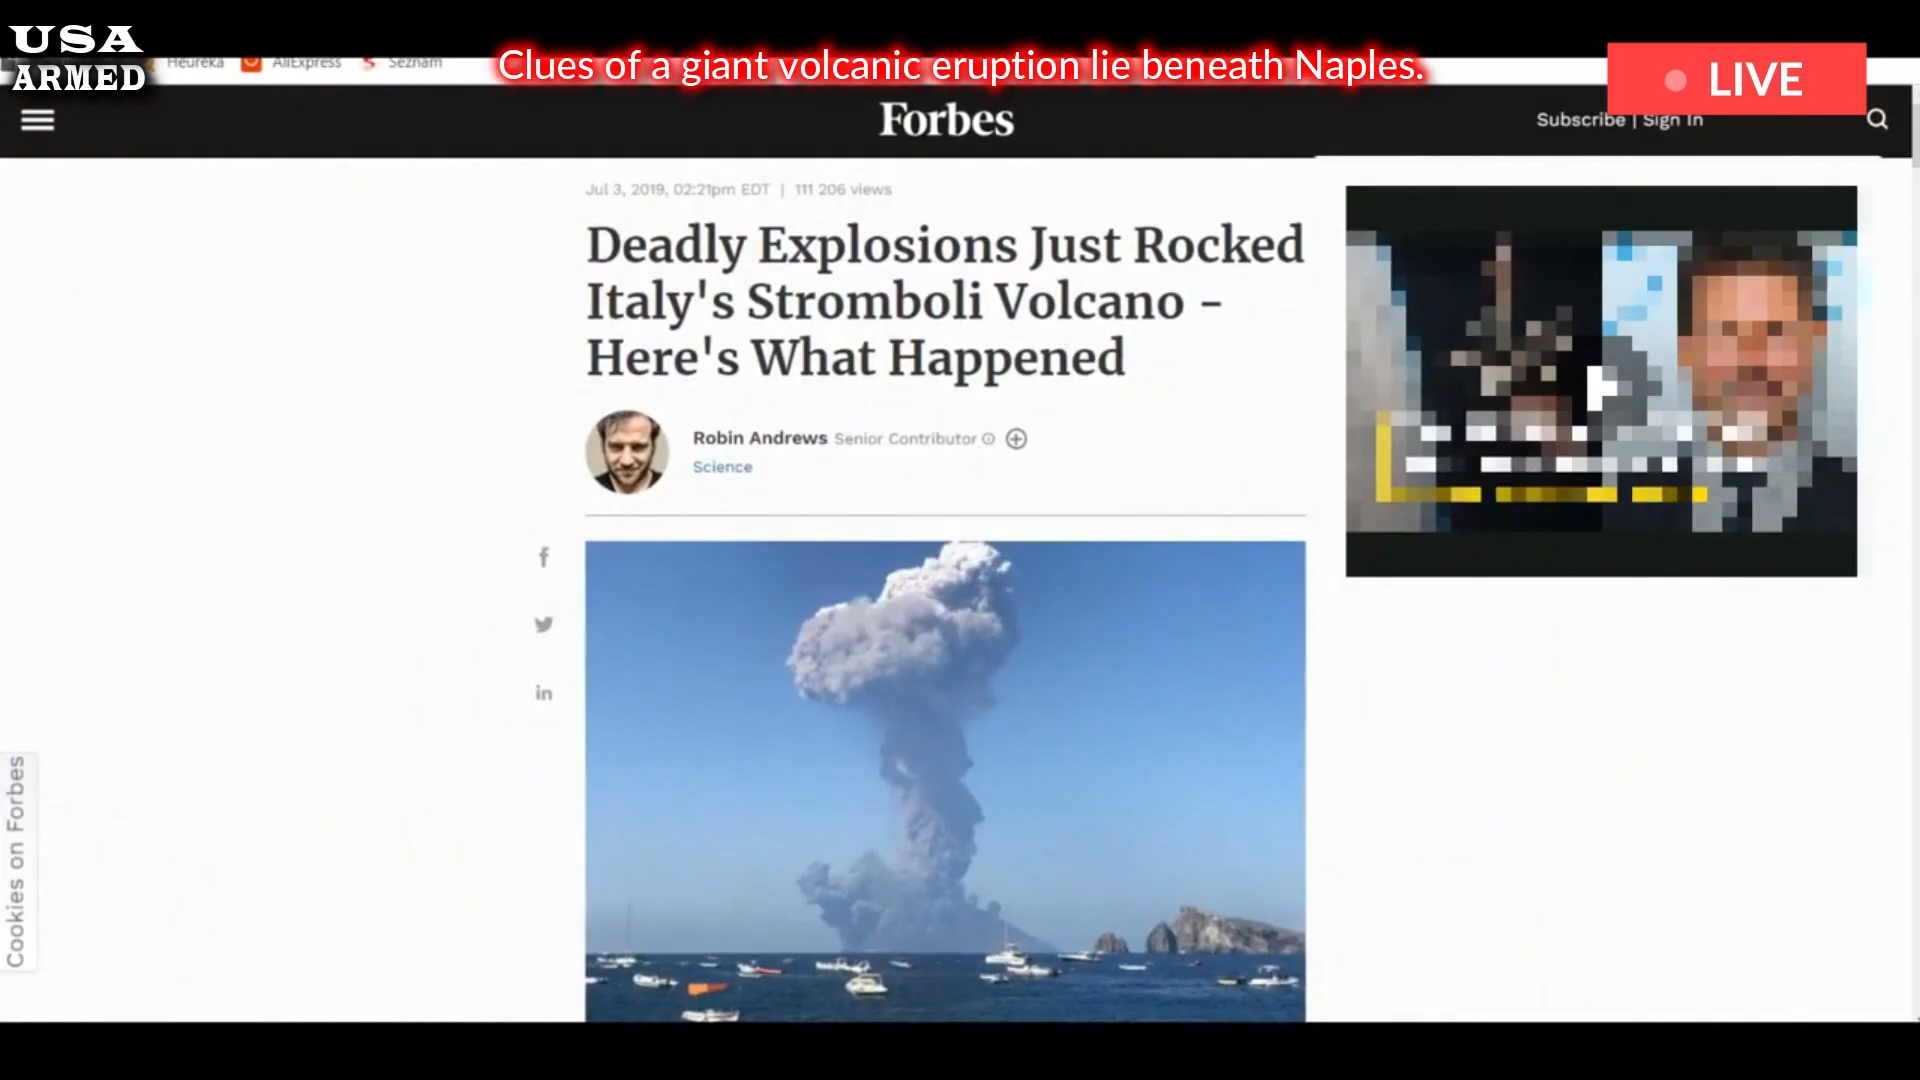 USA
ARMED
Heureka AliExpress Seznam
Clues of a giant volcanic eruption lie beneath Naples.
LIVE
Forbes
Subscribe | Sign In
Jul 3, 2019, 02:21pm EDT | 111 206 views
Deadly Explosions Just Rocked
Italy's Stromboli Volcano -
Here's What Happened
Robin Andrews Senior Contributor
Science
f
in
Cookies on Forbes